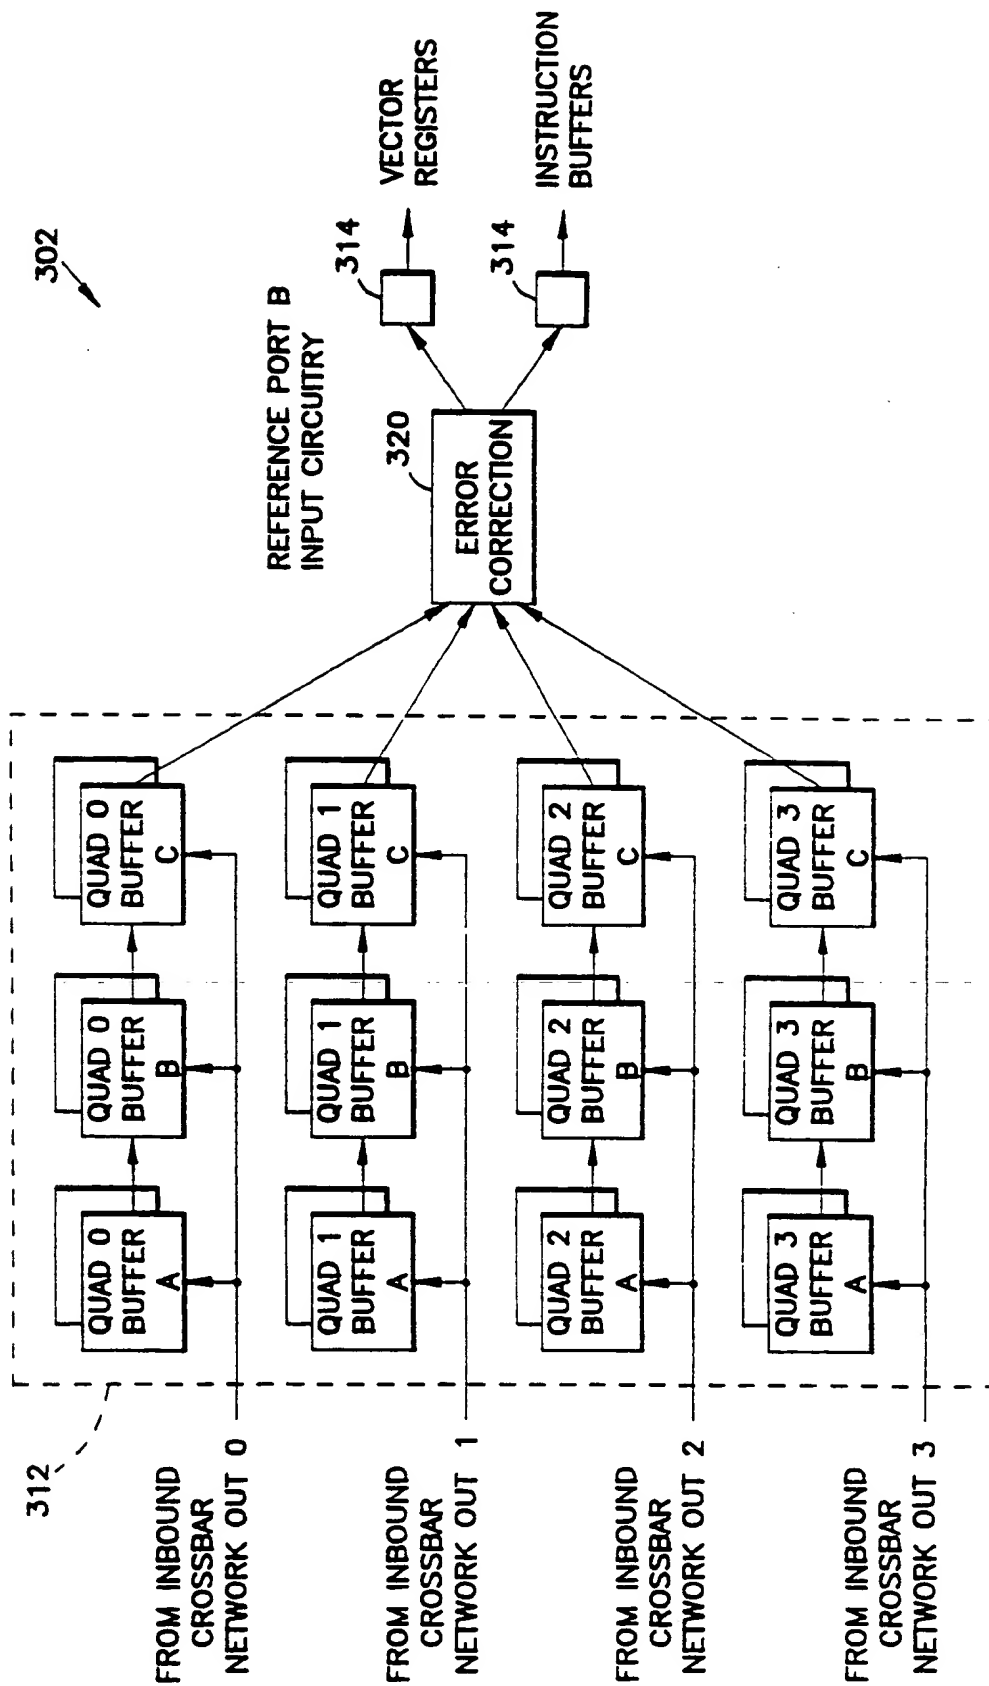 302
REFERENCE PORT B
INPUT CIRCUITRY
312
QUAD 0
BUFFER
A
QUAD 0
BUFFER
B
QUAD 0
BUFFER
C
FROM INBOUND
CROSSBAR
NETWORK OUT 0
QUAD 1
BUFFER
A
QUAD 1
BUFFER
B
QUAD 1
BUFFER
C
FROM INBOUND
CROSSBAR
NETWORK OUT 1
QUAD 2
BUFFER
A
QUAD 2
BUFFER
B
QUAD 2
BUFFER
C
FROM INBOUND
CROSSBAR
NETWORK OUT 2
QUAD 3
BUFFER
A
QUAD 3
BUFFER
B
QUAD 3
BUFFER
C
FROM INBOUND
CROSSBAR
NETWORK OUT 3
320
ERROR
CORRECTION
314
VECTOR
REGISTERS
314
INSTRUCTION
BUFFERS